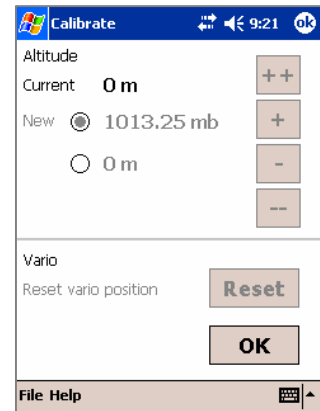 Calibrate 9:21 ok
Altitude
Current 0 m
++
New 1013.25 mb +
0 m -
--
Vario
Reset vario position Reset
OK
File Help